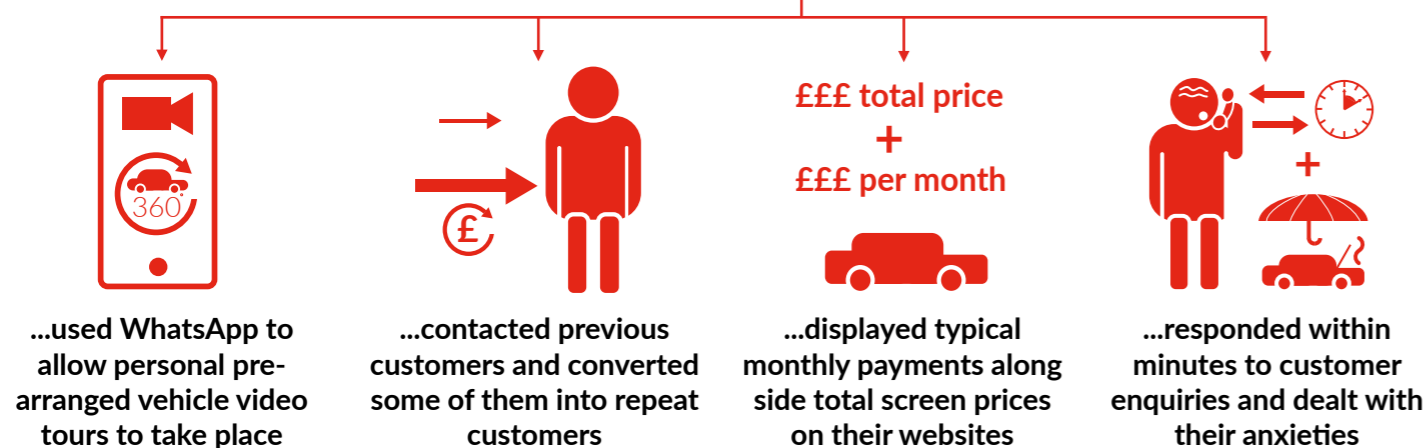 360°
£
£££ total price
+
£££ per month
+
...used WhatsApp to
allow personal pre-
arranged vehicle video
tours to take place
...contacted previous
customers and converted
some of them into repeat
customers
...displayed typical
monthly payments along
side total screen prices
on their websites
...responded within
minutes to customer
enquiries and dealt with
their anxieties